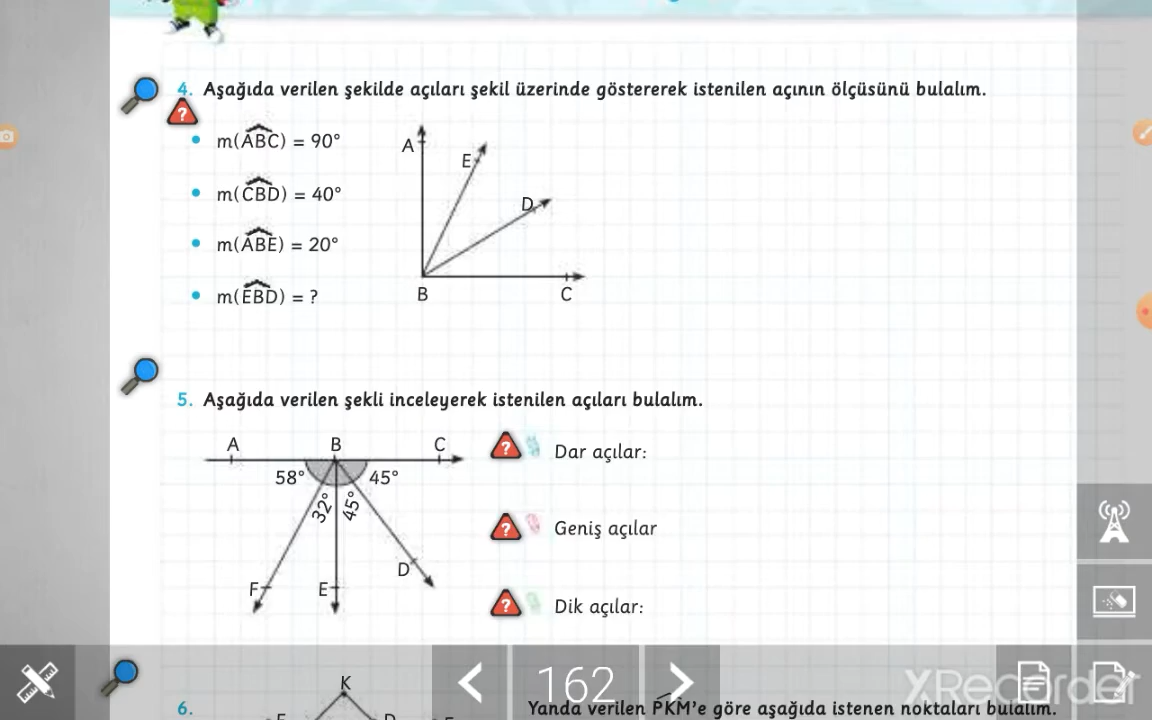 4. Aşağıda verilen şekilde açıları şekil üzerinde göstererek istenilen açının ölçüsünü bulalım.
?
• m(ABC) = 90°
• m(CBD) = 40°
• m(ABE) = 20°
• m(EBD) = ?
A
E
D
B
C
5. Aşağıda verilen şekli inceleyerek istenilen açıları bulalım.
A B C
58° 45°
32° 45°
F E D
? Dar açılar:
? Geniş açılar
? Dik açılar:
162
XRecorder
6.
K
Yanda verilen PKM'e göre aşağıda istenen noktaları bulalım.